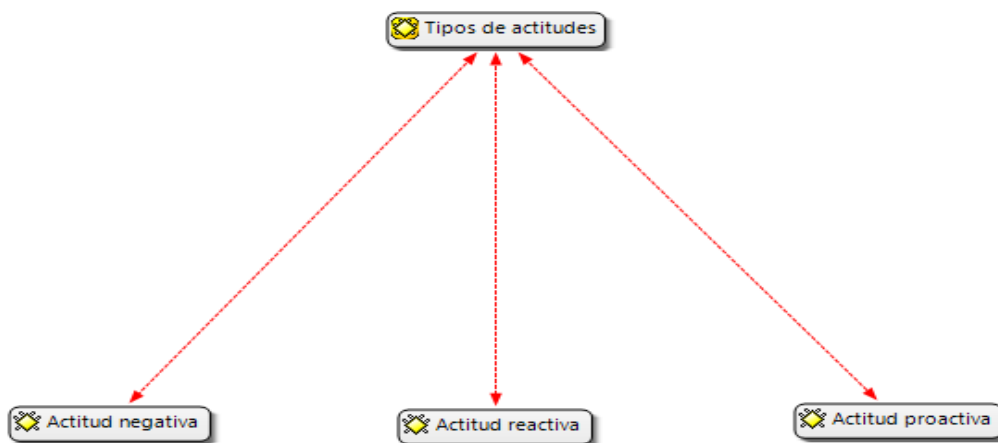 Tipos de actitudes
Actitud negativa
Actitud reactiva
Actitud proactiva